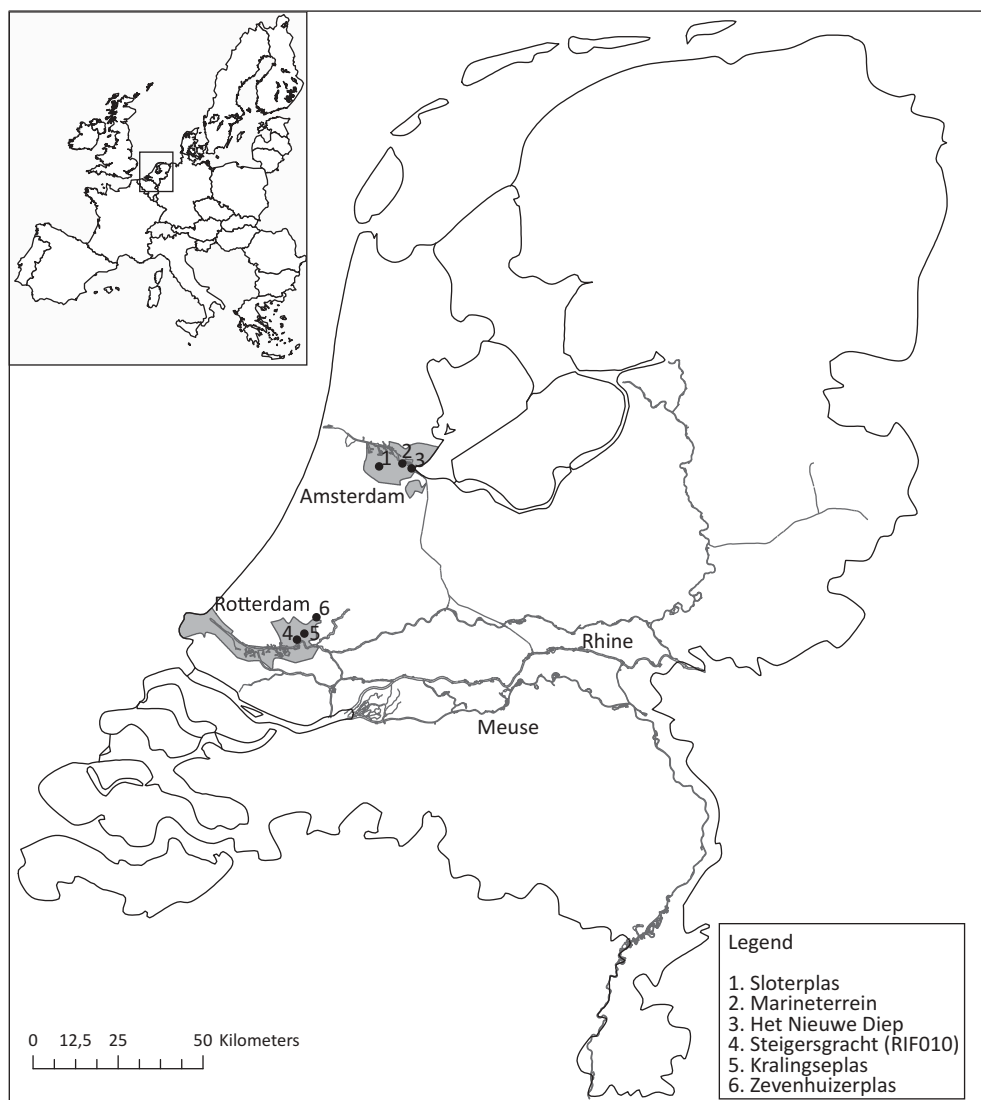 1
2
3
Amsterdam
Rotterdam
6
4
5
Rhine
Meuse
Legend
1. Sloterplas
2. Marineterrein
3. Het Nieuwe Diep
4. Steigersgracht (RIF010)
5. Kralingseplas
6. Zevenhuizerplas
0 12,5 25 50 Kilometers